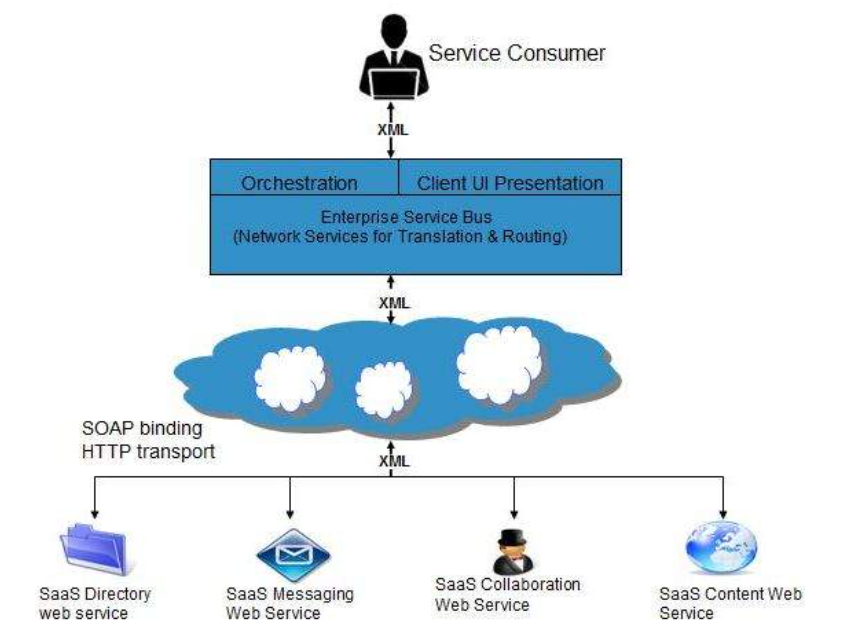 Service Consumer
XML
Orchestration
Client UI Presentation
Enterprise Service Bus
(Network Services for Translation & Routing)
XML
SOAP binding
HTTP transport
XML
SaaS Directory
web service
SaaS Messaging
Web Service
SaaS Collaboration
Web Service
SaaS Content Web
Service